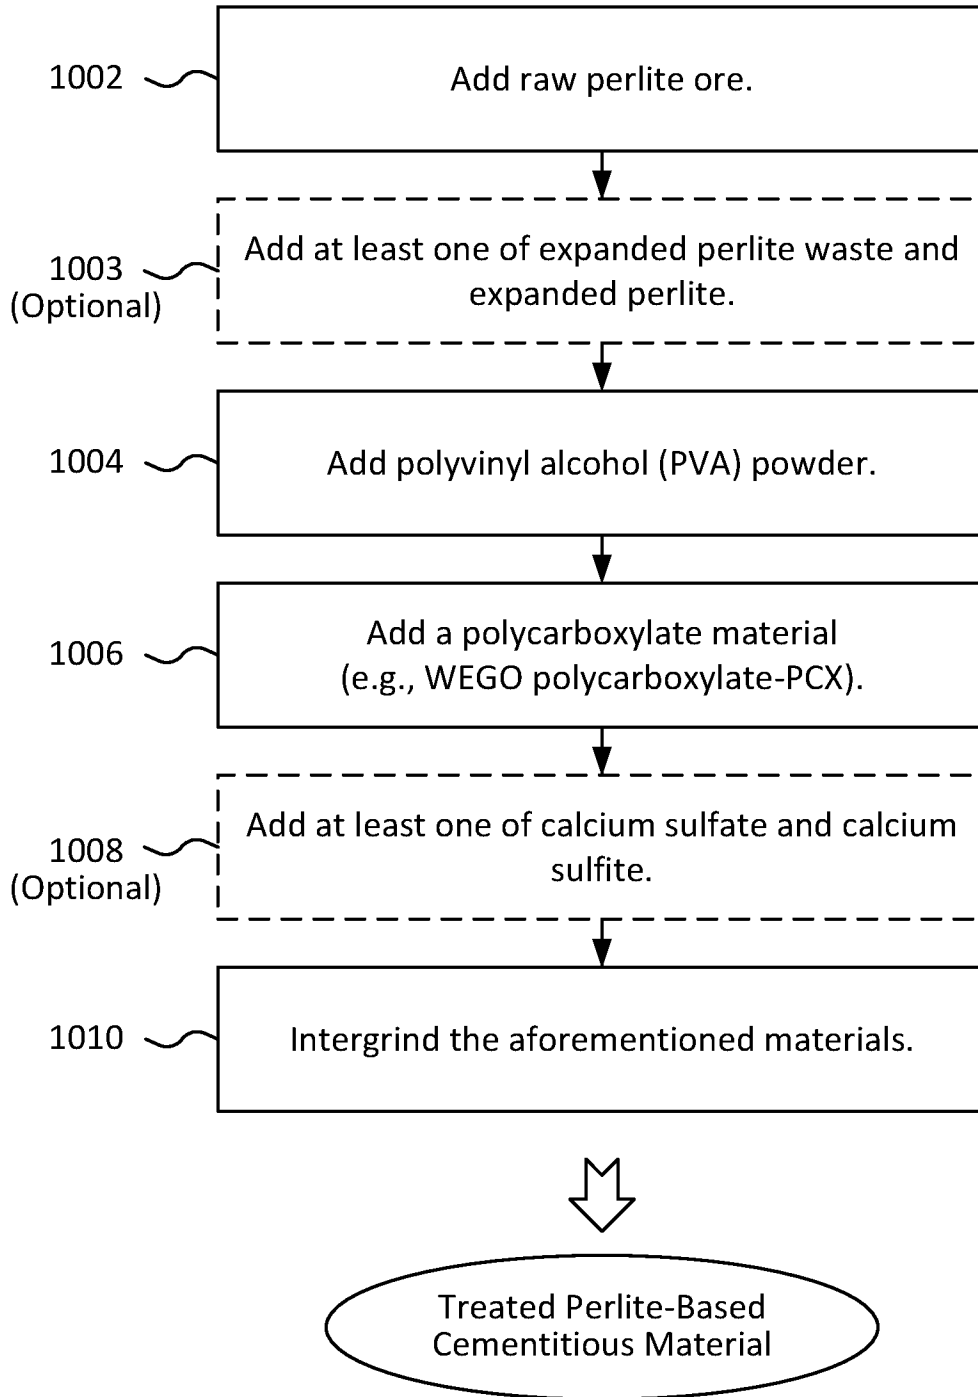 1002
Add raw perlite ore.
1003
(Optional)
Add at least one of expanded perlite waste and
expanded perlite.
1004
Add polyvinyl alcohol (PVA) powder.
1006
Add a polycarboxylate material
(e.g., WEGO polycarboxylate-PCX).
1008
(Optional)
Add at least one of calcium sulfate and calcium
sulfite.
1010
Intergrind the aforementioned materials.
Treated Perlite-Based
Cementitious Material